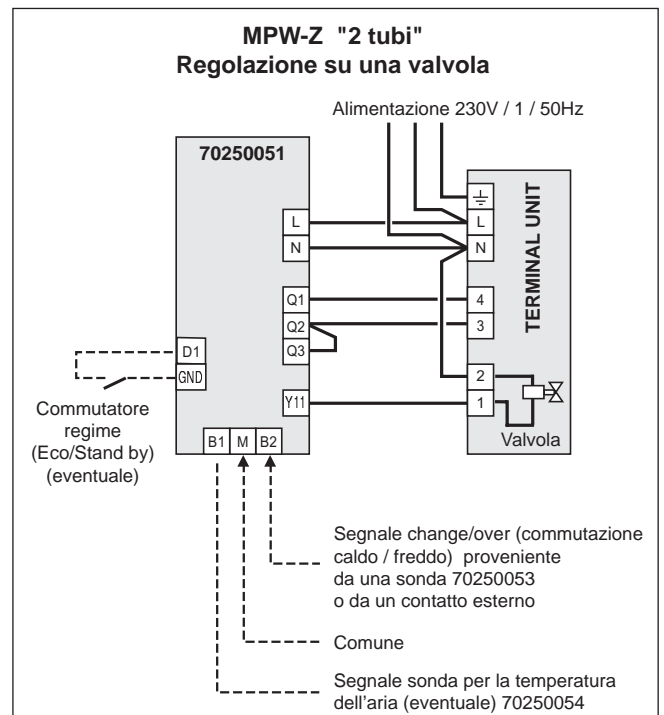 MPW-Z "2 tubi"
Regolazione su una valvola
Alimentazione 230V / 1 / 50Hz
70250051
TERMINAL UNIT
L
N
Q1
Q2
Q3
Y11
L
N
4
3
2
1
Valvola
D1
GND
Commutatore
regime
(Eco/Stand by)
(eventuale)
B1 M B2
Segnale change/over (commutazione
caldo / freddo) proveniente
da una sonda 70250053
o da un contatto esterno
Comune
Segnale sonda per la temperatura
dell'aria (eventuale) 70250054